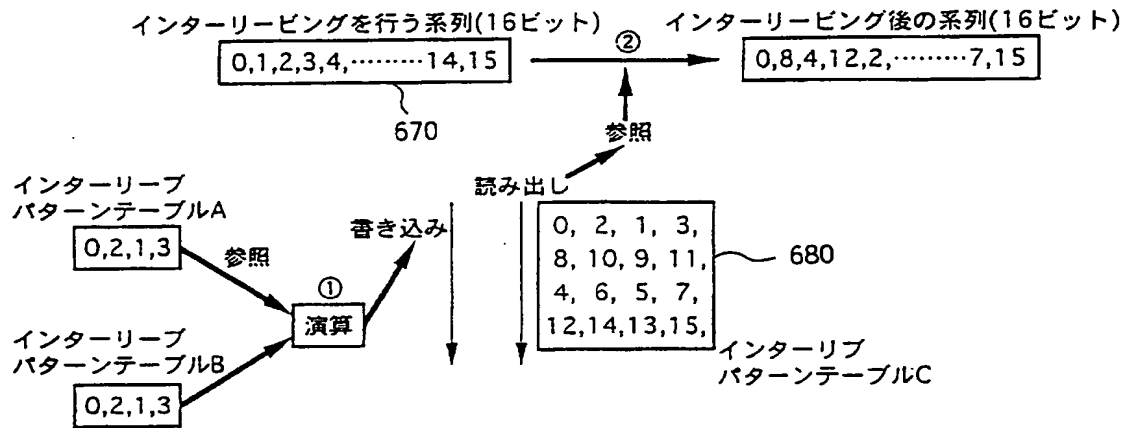 インターリービングを行う系列(16ビット)
0,1,2,3,4,………14,15
670
②
インターリービング後の系列(16ビット)
0,8,4,12,2,………7,15
参照
読み出し
インターリーブ
パターンテーブルA
0,2,1,3
参照
書き込み
①
演算
インターリーブ
パターンテーブルB
0,2,1,3
0, 2, 1, 3,
8, 10, 9, 11,
4, 6, 5, 7,
12,14,13,15,
680
インターリブ
パターンテーブルC